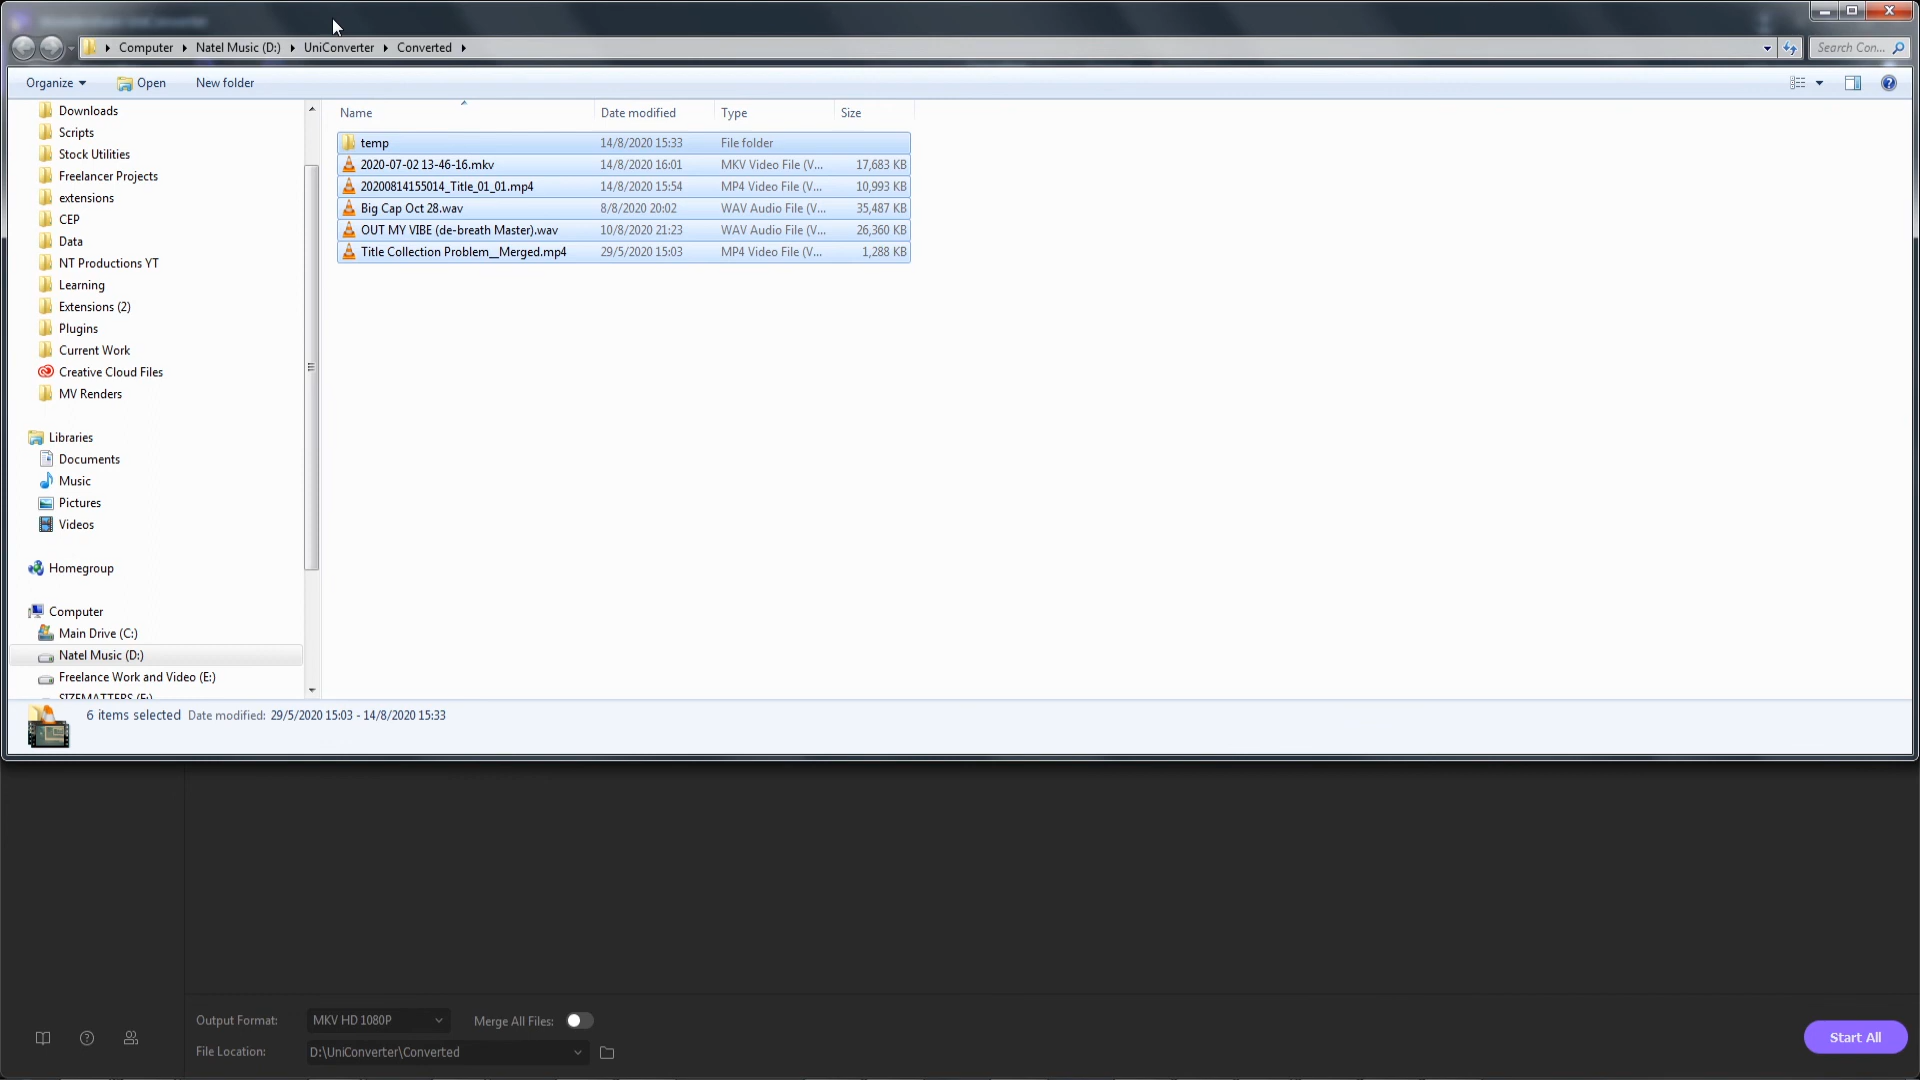 Computer Natel Music (D:) UniConverter Converted Search Con...
Organize Open New folder
Downloads
Scripts
Stock Utilities
Freelancer Projects
extensions
CEP
Data
NT Productions YT
Learning
Extensions (2)
Plugins
Current Work
Creative Cloud Files
MV Renders
Libraries
Documents
Music
Pictures
Videos
Homegroup
Computer
Main Drive (C:)
Natel Music (D:)
Freelance Work and Video (E:)
Name Date modified Type Size
temp 14/8/2020 15:33 File folder
2020-07-02 13-46-16.mkv 14/8/2020 16:01 MKV Video File (V... 17,683 KB
20200814155014_Title_01_01.mp4 14/8/2020 15:54 MP4 Video File (V... 10,993 KB
Big Cap Oct 28.wav 8/8/2020 20:02 WAV Audio File (V... 35,487 KB
OUT MY VIBE (de-breath Master).wav 10/8/2020 21:23 WAV Audio File (V... 26,360 KB
Title Collection Problem__Merged.mp4 29/5/2020 15:03 MP4 Video File (V... 1,288 KB
6 items selected Date modified: 29/5/2020 15:03 - 14/8/2020 15:33
Output Format: MKV HD 1080P Merge All Files:
File Location: D:\UniConverter\Converted
Start All